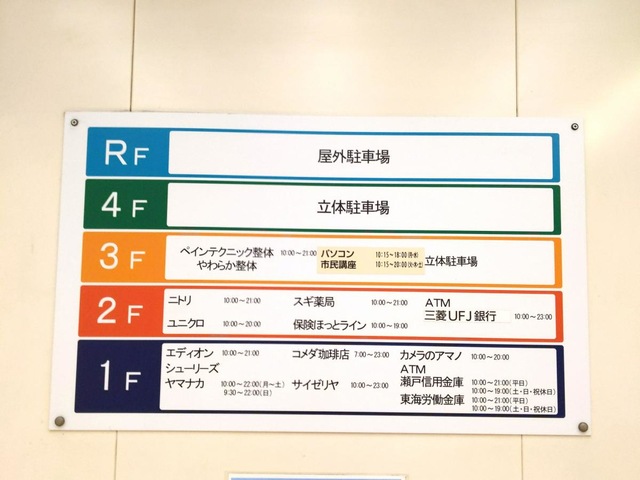 RF
屋外駐車場
4F
立体駐車場
3F
ペインテクニック整体 10:00～21:00
やわらか整体
パソコン 10:15～18:00
市民講座 10:15～20:00
立体駐車場
2F
ニトリ 10:00～21:00
スギ薬局 10:00～21:00
ATM
三菱UFJ銀行 10:00～23:00
ユニクロ 10:00～20:00
保険ほっとライン 10:00～19:00
1F
エディオン 10:00～21:00
シューリーズ
ヤマナカ 10:00～22:00(月～土)
9:30～22:00(日)
コメダ珈琲店 7:00～23:00
サイゼリヤ 10:00～23:00
カメラのアマノ 10:00～20:00
ATM
瀬戸信用金庫 10:00～21:00(平日)
10:00～19:00(土・日・祝休日)
東海労働金庫 10:00～21:00(平日)
10:00～19:00(土・日・祝休日)